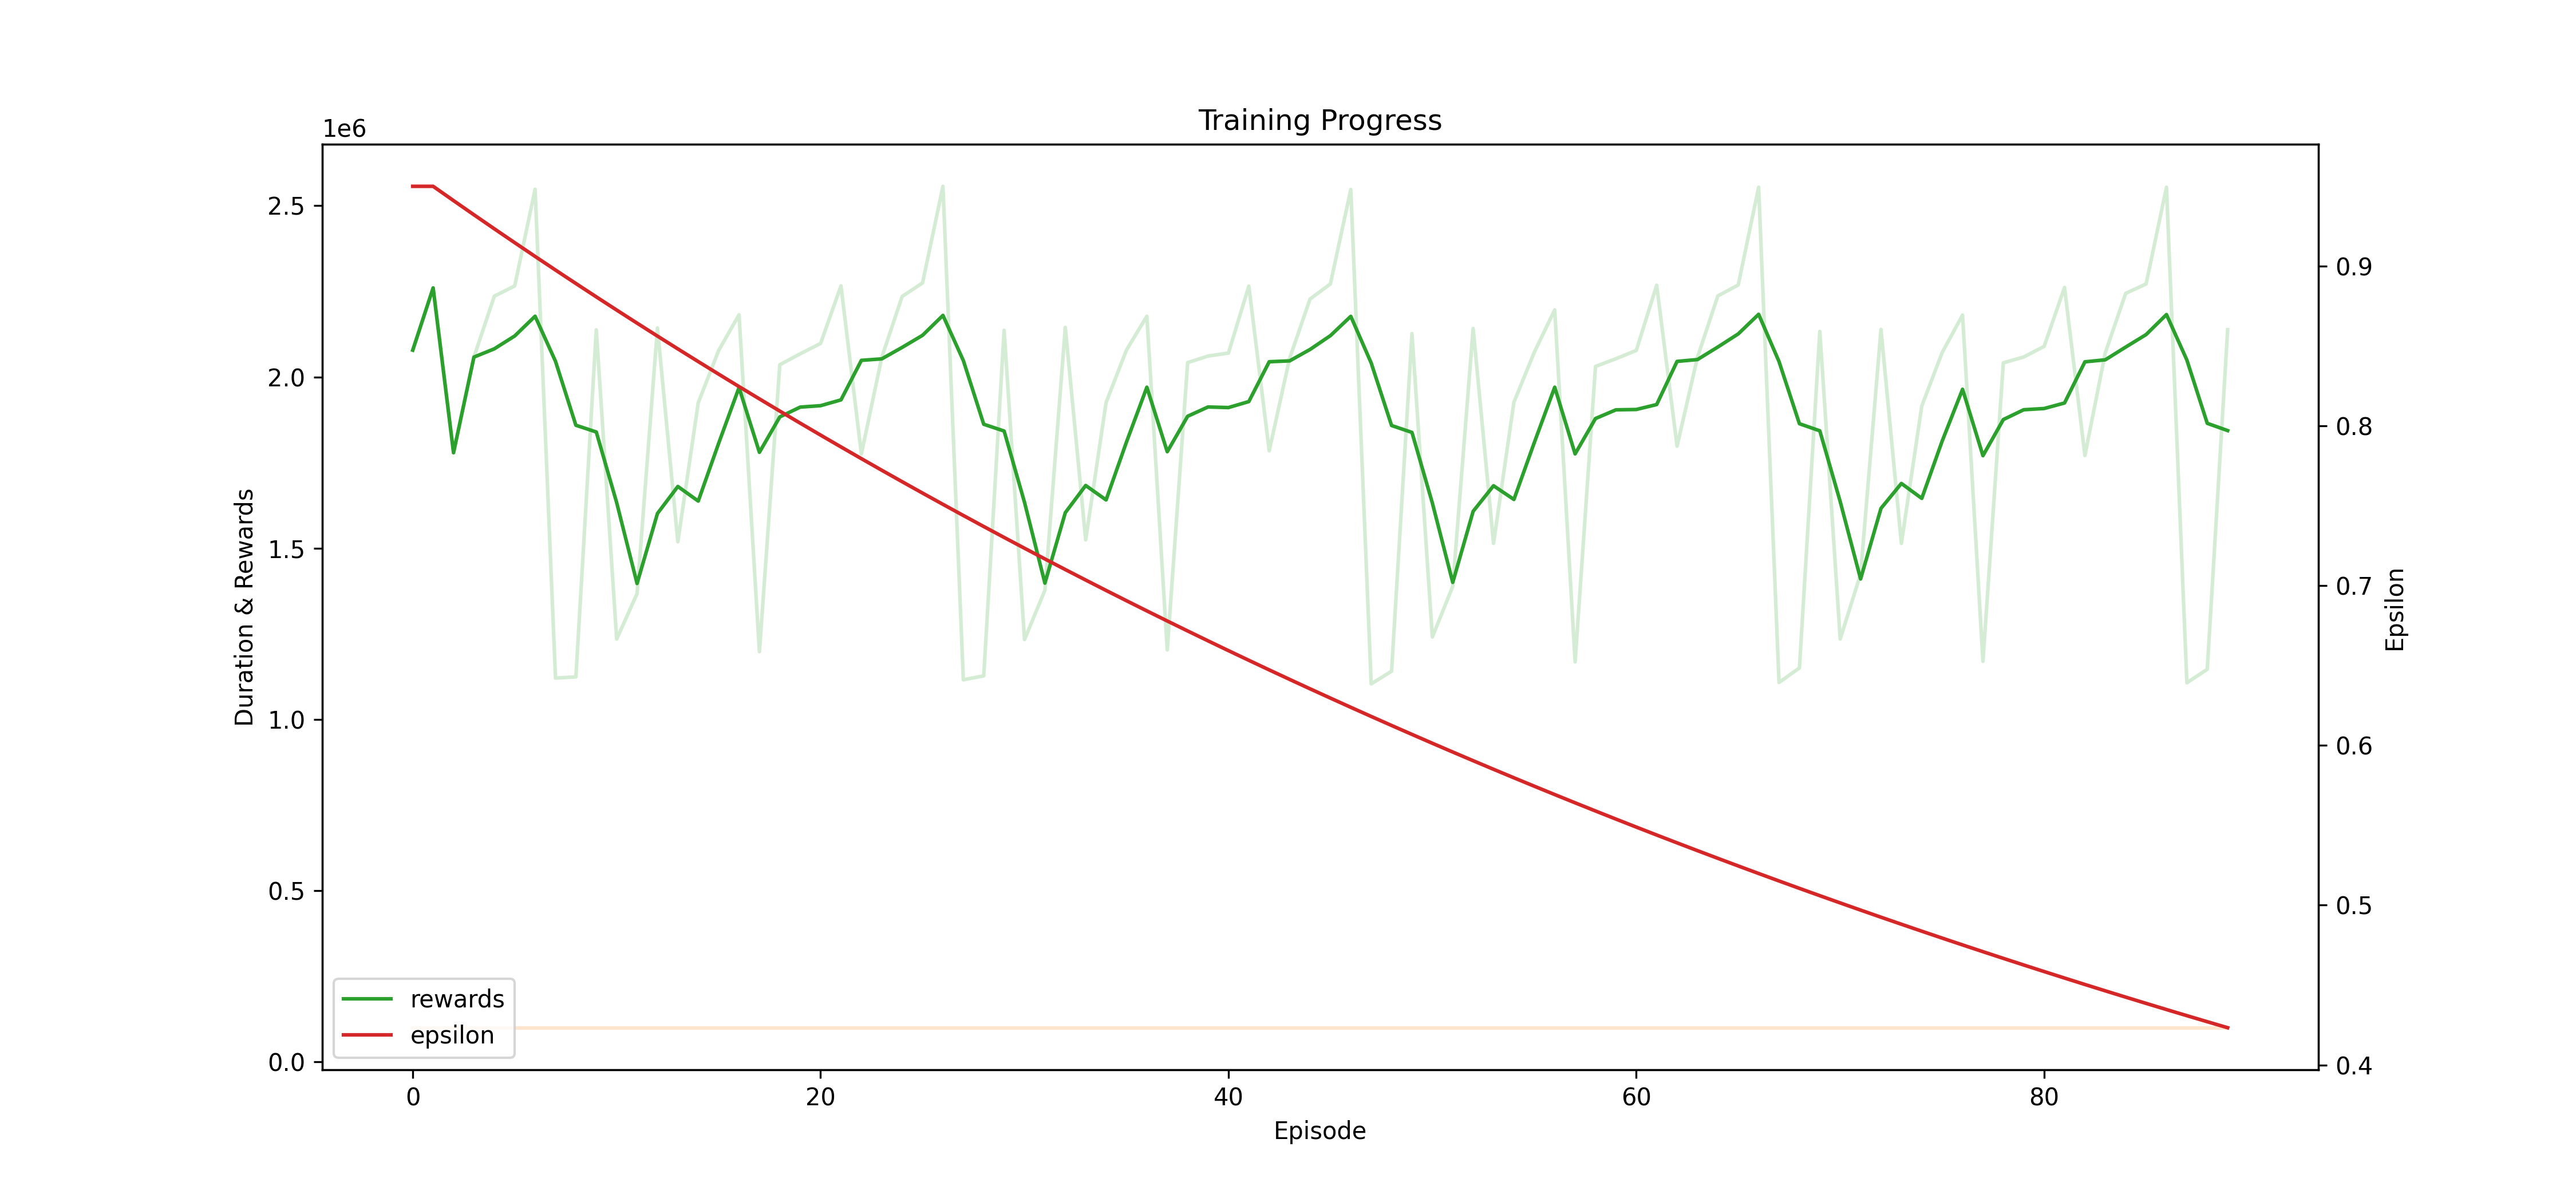 Training Progress
1e6
2.5
2.0
1.5
1.0
0.5
0.0
Duration & Rewards
0.9
0.8
0.7
0.6
0.5
0.4
Epsilon
rewards
epsilon
0 20 40 60 80
Episode